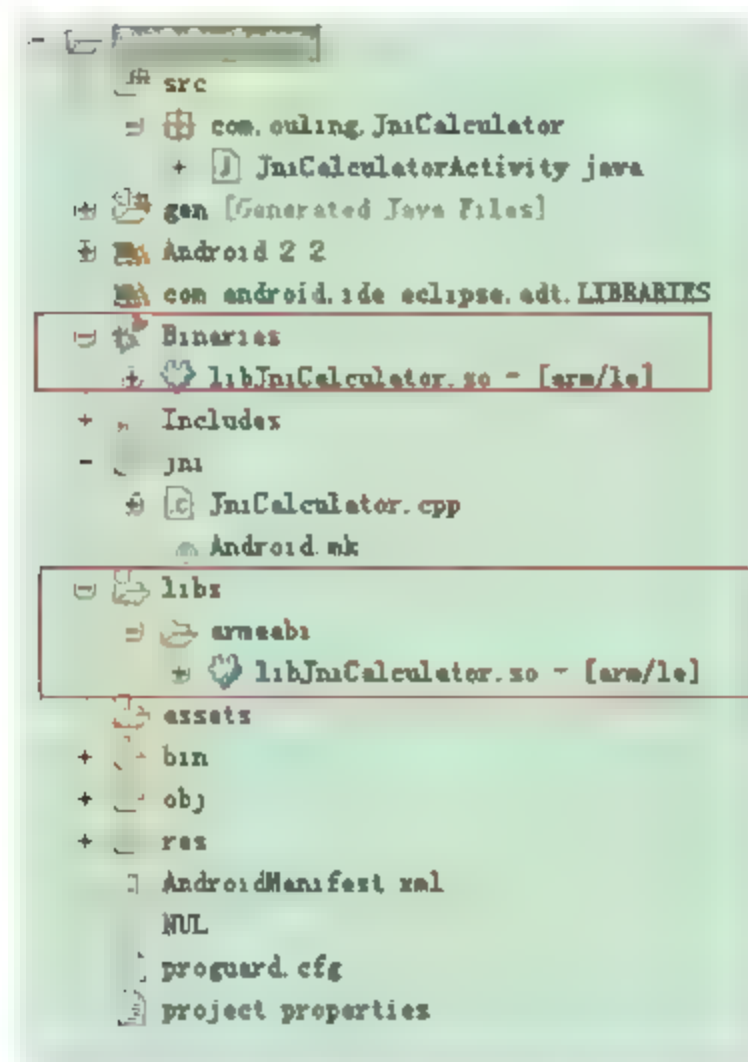 src
com.ouling.JniCalculator
JniCalculatorActivity java
gen [Generated Java Files]
Android 2 2
com android.ide eclipse.adt.LIBRARIES
Binaries
libJniCalculator.so - [arm/le]
Includes
jni
JniCalculator.cpp
Android.mk
libs
armeabi
libJniCalculator.so - [arm/le]
assets
bin
obj
res
AndroidManifest xml
NUL
proguard.cfg
project properties